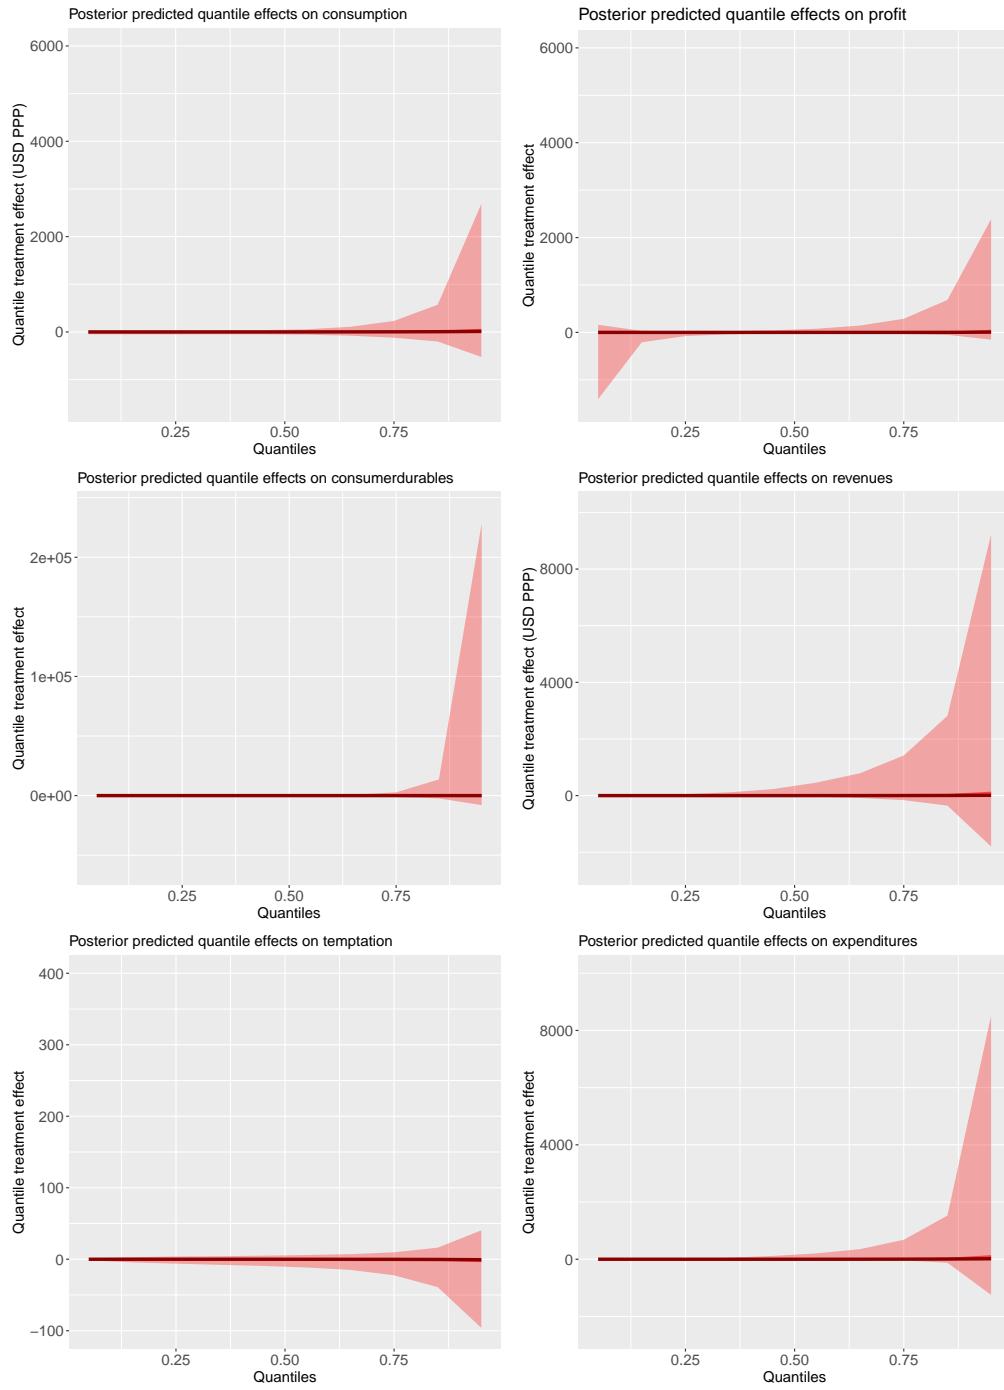 Posterior predicted quantile effects on consumption
Quantile treatment effect (USD PPP)
6000
4000
2000
0
0.25 0.50 0.75
Quantiles
Posterior predicted quantile effects on profit
Quantile treatment effect
6000
4000
2000
0
0.25 0.50 0.75
Quantiles
Posterior predicted quantile effects on consumerdurables
Quantile treatment effect
2e+05
1e+05
0e+00
0.25 0.50 0.75
Quantiles
Posterior predicted quantile effects on revenues
Quantile treatment effect (USD PPP)
8000
4000
0
0.25 0.50 0.75
Quantiles
Posterior predicted quantile effects on temptation
Quantile treatment effect
400
300
200
100
0
−100
0.25 0.50 0.75
Quantiles
Posterior predicted quantile effects on expenditures
Quantile treatment effect
8000
4000
0
0.25 0.50 0.75
Quantiles